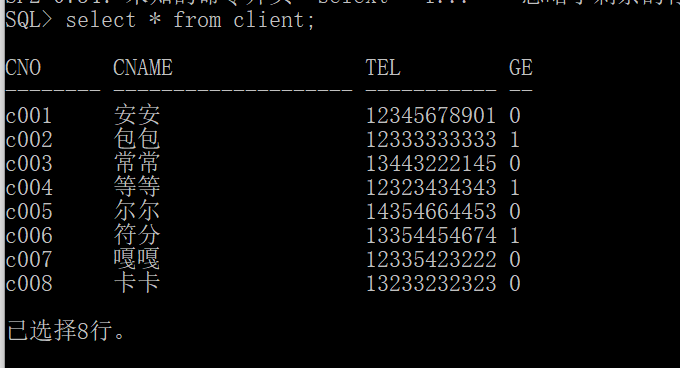 SQL> select * from client;
CNO CNAME TEL GE
-------- -------------------- ----------- --
c001 安安 12345678901 0
c002 包包 12333333333 1
c003 常常 13443222145 0
c004 等等 12323434343 1
c005 尔尔 14354664453 0
c006 符分 13354454674 1
c007 嘎嘎 12335423222 0
c008 卡卡 13233232323 0
已选择8行。